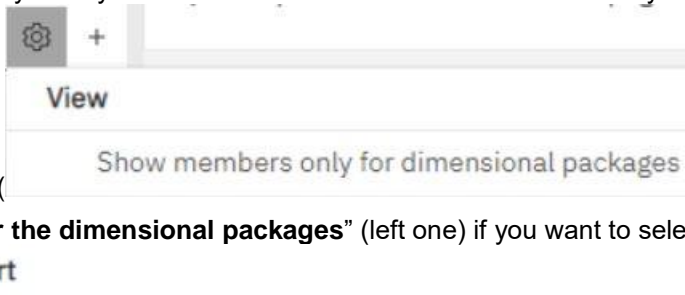 +
View
Show members only for dimensional packages
(
r the dimensional packages” (left one) if you want to sele
rt